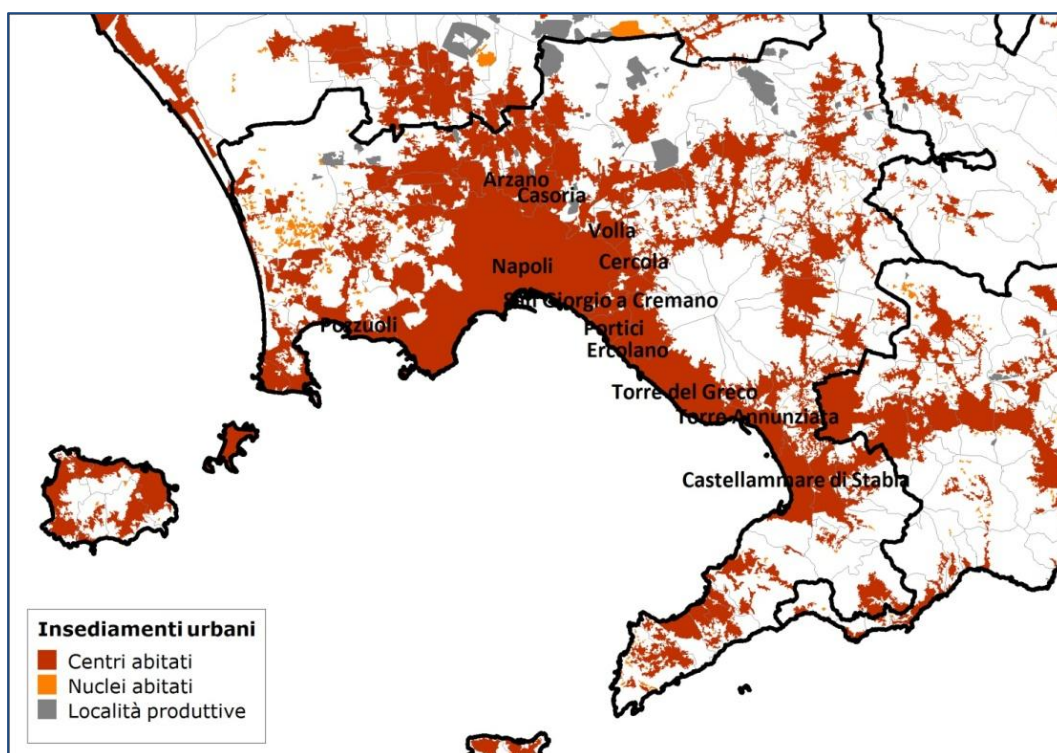 Arzano
Casoria
Volla
Cercola
Napoli
San Giorgio a Cremano
Pozzuoli
Portici
Ercolano
Torre del Greco
Torre Annunziata
Castellammare di Stabia
Insediamenti urbani
Centri abitati
Nuclei abitati
Località produttive